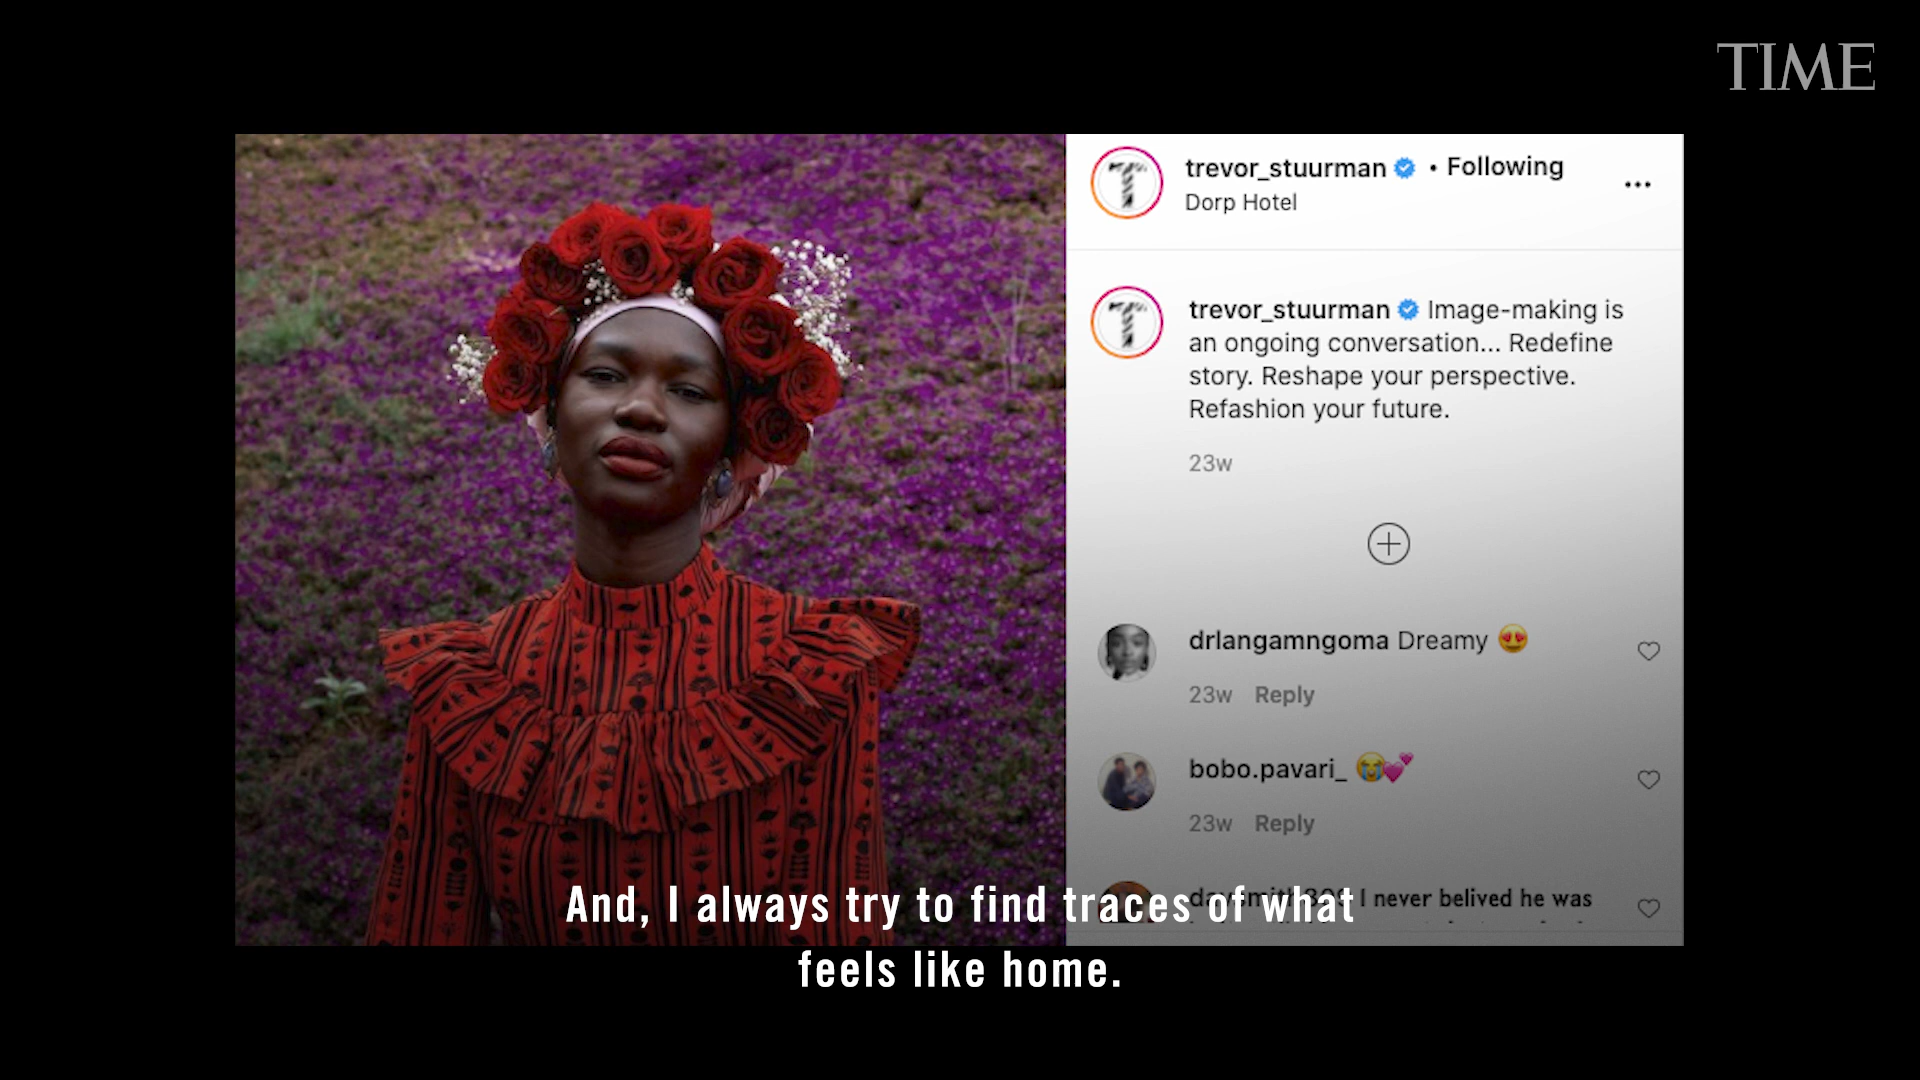 TIME
trevor_stuurman • Following
Dorp Hotel
trevor_stuurman Image-making is
an ongoing conversation... Redefine
story. Reshape your perspective.
Refashion your future.
23w
drlangamngoma Dreamy 😍
23w Reply
bobo.pavari_ 😭💕
23w Reply
I never belived he was
And, I always try to find traces of what
feels like home.